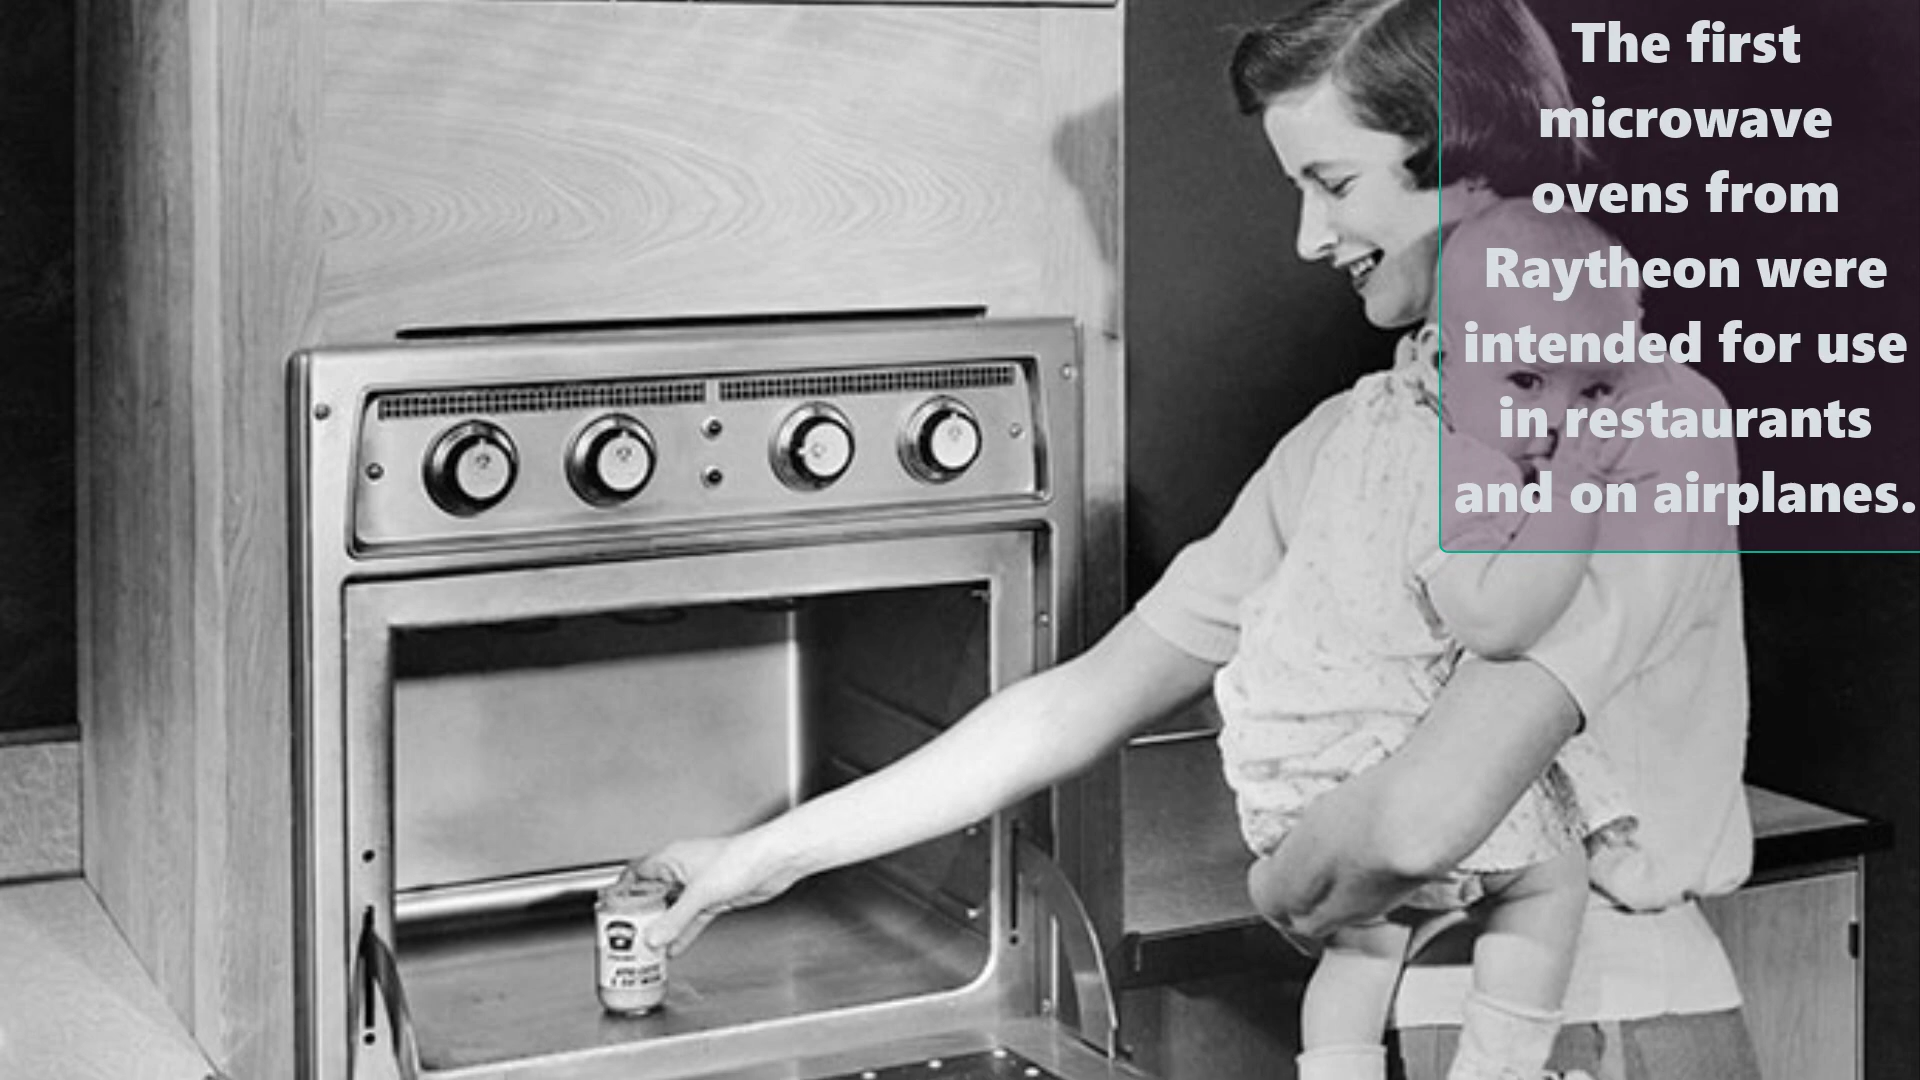 The first
microwave
ovens from
Raytheon were
intended for use
in restaurants
and on airplanes.